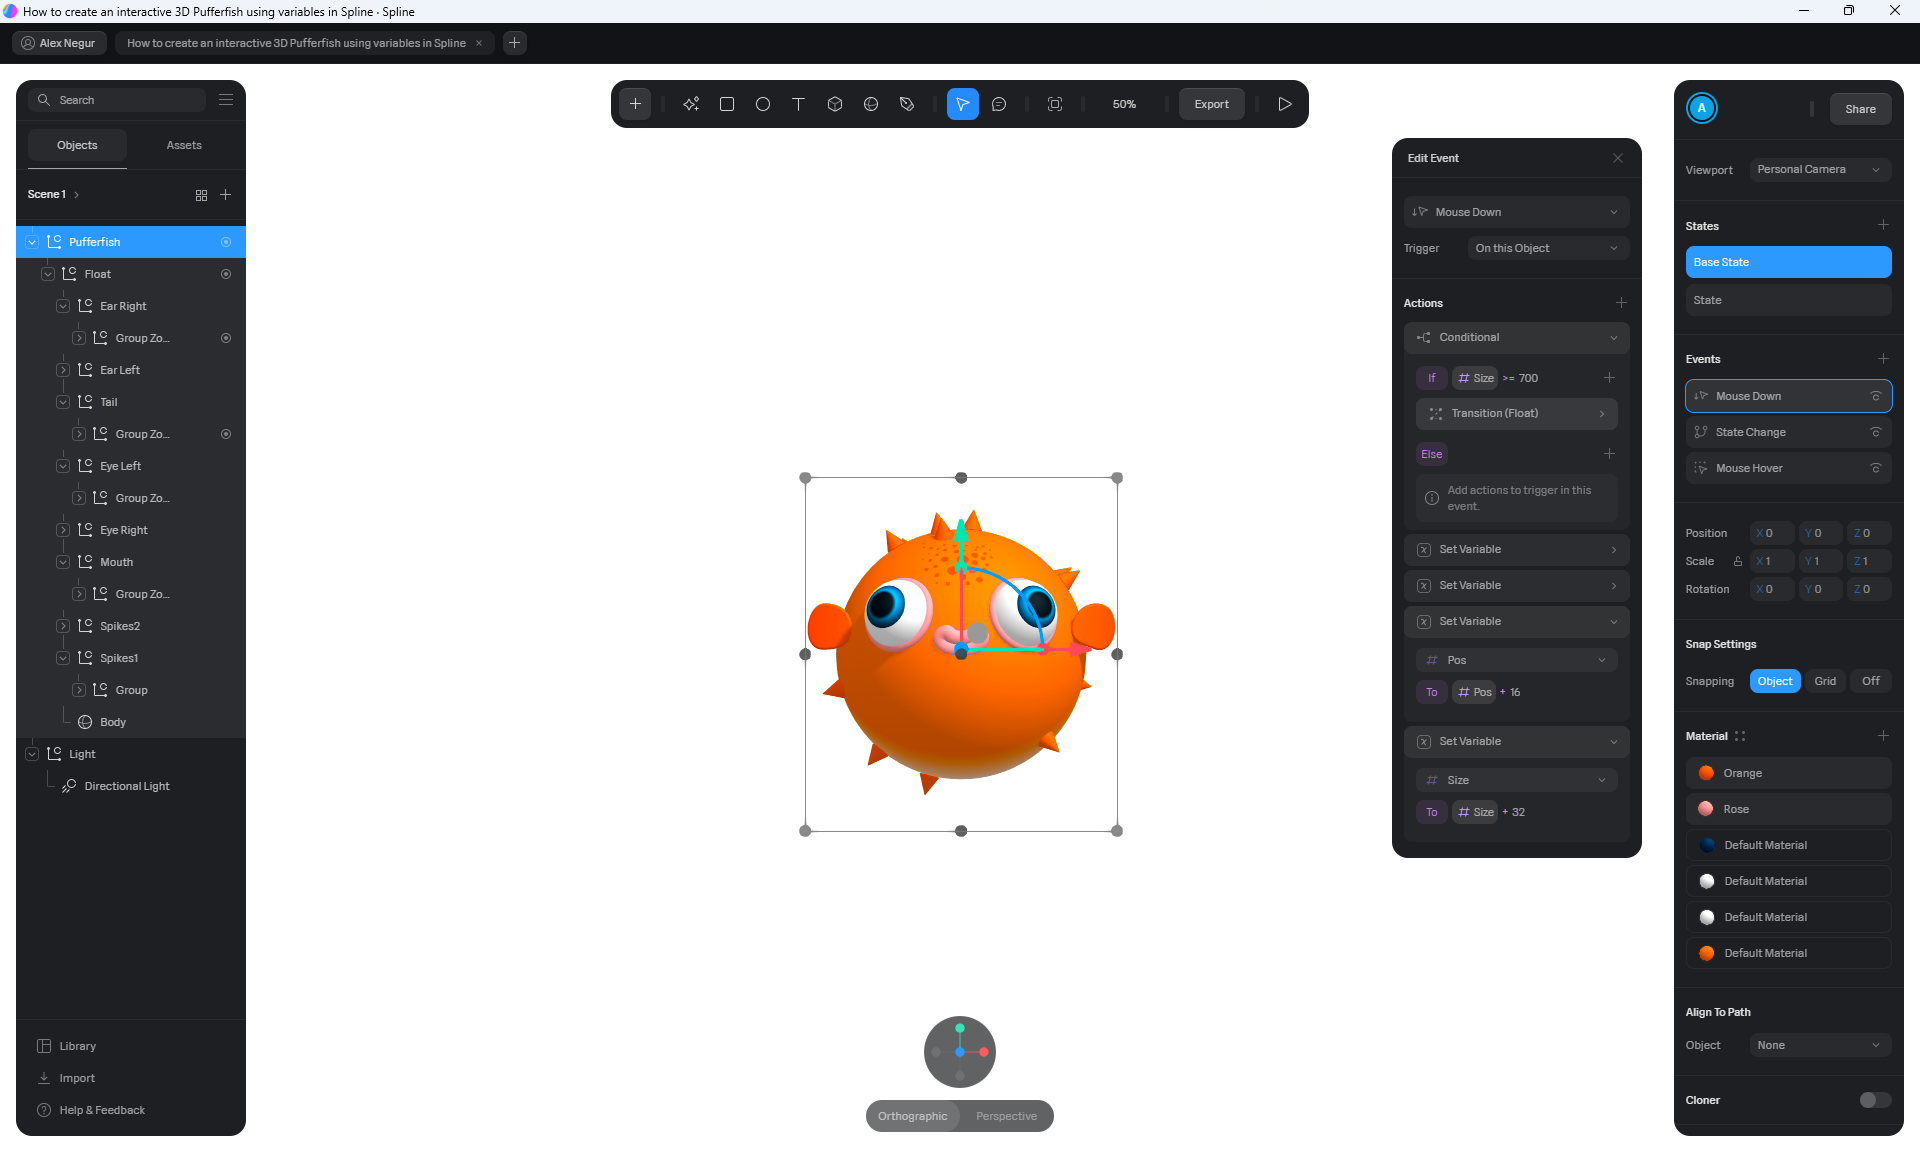 How to create an interactive 3D Pufferfish using variables in Spline - Spline
Alex Negur
How to create an interactive 3D Pufferfish using variables in Spline
Search
Objects
Assets
Scene 1
Pufferfish
Float
Ear Right
Group Zo...
Ear Left
Tail
Group Zo...
Eye Left
Group Zo...
Eye Right
Mouth
Group Zo...
Spikes2
Spikes1
Group
Body
Light
Directional Light
Library
Import
Help & Feedback
50%
Export
Orthographic
Perspective
Edit Event
Mouse Down
Trigger
On this Object
Actions
Conditional
If
Size >= 700
Transition (Float)
Else
Add actions to trigger in this
event.
Set Variable
Set Variable
Set Variable
Pos
To
Pos + 16
Set Variable
Size
To
Size + 32
A
Share
Viewport
Personal Camera
States
Base State
State
Events
Mouse Down
State Change
Mouse Hover
Position X 0 Y 0 Z 0
Scale X 1 Y 1 Z 1
Rotation X 0 Y 0 Z 0
Snap Settings
Snapping Object Grid Off
Material
Orange
Rose
Default Material
Default Material
Default Material
Default Material
Align To Path
Object None
Cloner